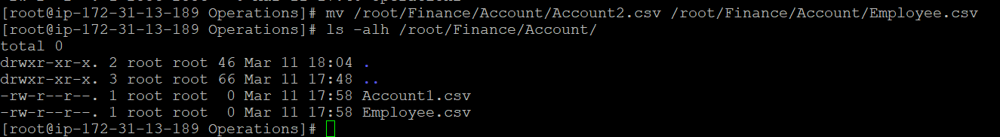 [root@ip-172-31-13-189 Operations]# mv /root/Finance/Account/Account2.csv /root/Finance/Account/Employee.csv
[root@ip-172-31-13-189 Operations]# ls -alh /root/Finance/Account/
total 0
drwxr-xr-x. 2 root root 46 Mar 11 18:04 .
drwxr-xr-x. 3 root root 66 Mar 11 17:48 ..
-rw-r--r--. 1 root root  0 Mar 11 17:58 Account1.csv
-rw-r--r--. 1 root root  0 Mar 11 17:58 Employee.csv
[root@ip-172-31-13-189 Operations]#